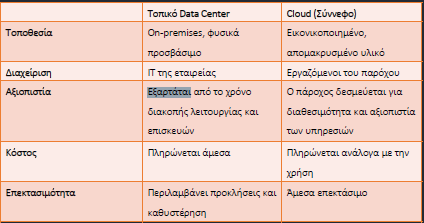 Τοπικό Data Center Cloud (Σύννεφο)
Τοποθεσία On-premises, φυσικά Εικονικοποιημένο,
προσβάσιμο απομακρυσμένο υλικό
Διαχείριση IT της εταιρείας Εργαζόμενοι του παρόχου
Αξιοπιστία Εξαρτάται από το χρόνο Ο πάροχος δεσμεύεται για
διακοπής λειτουργίας και διαθεσιμότητα και αξιοπιστία
επισκευών των υπηρεσιών
Κόστος Πληρώνεται άμεσα Πληρώνεται ανάλογα με την
χρήση
Επεκτασιμότητα Περιλαμβάνει προκλήσεις και Άμεσα επεκτάσιμο
καθυστέρηση